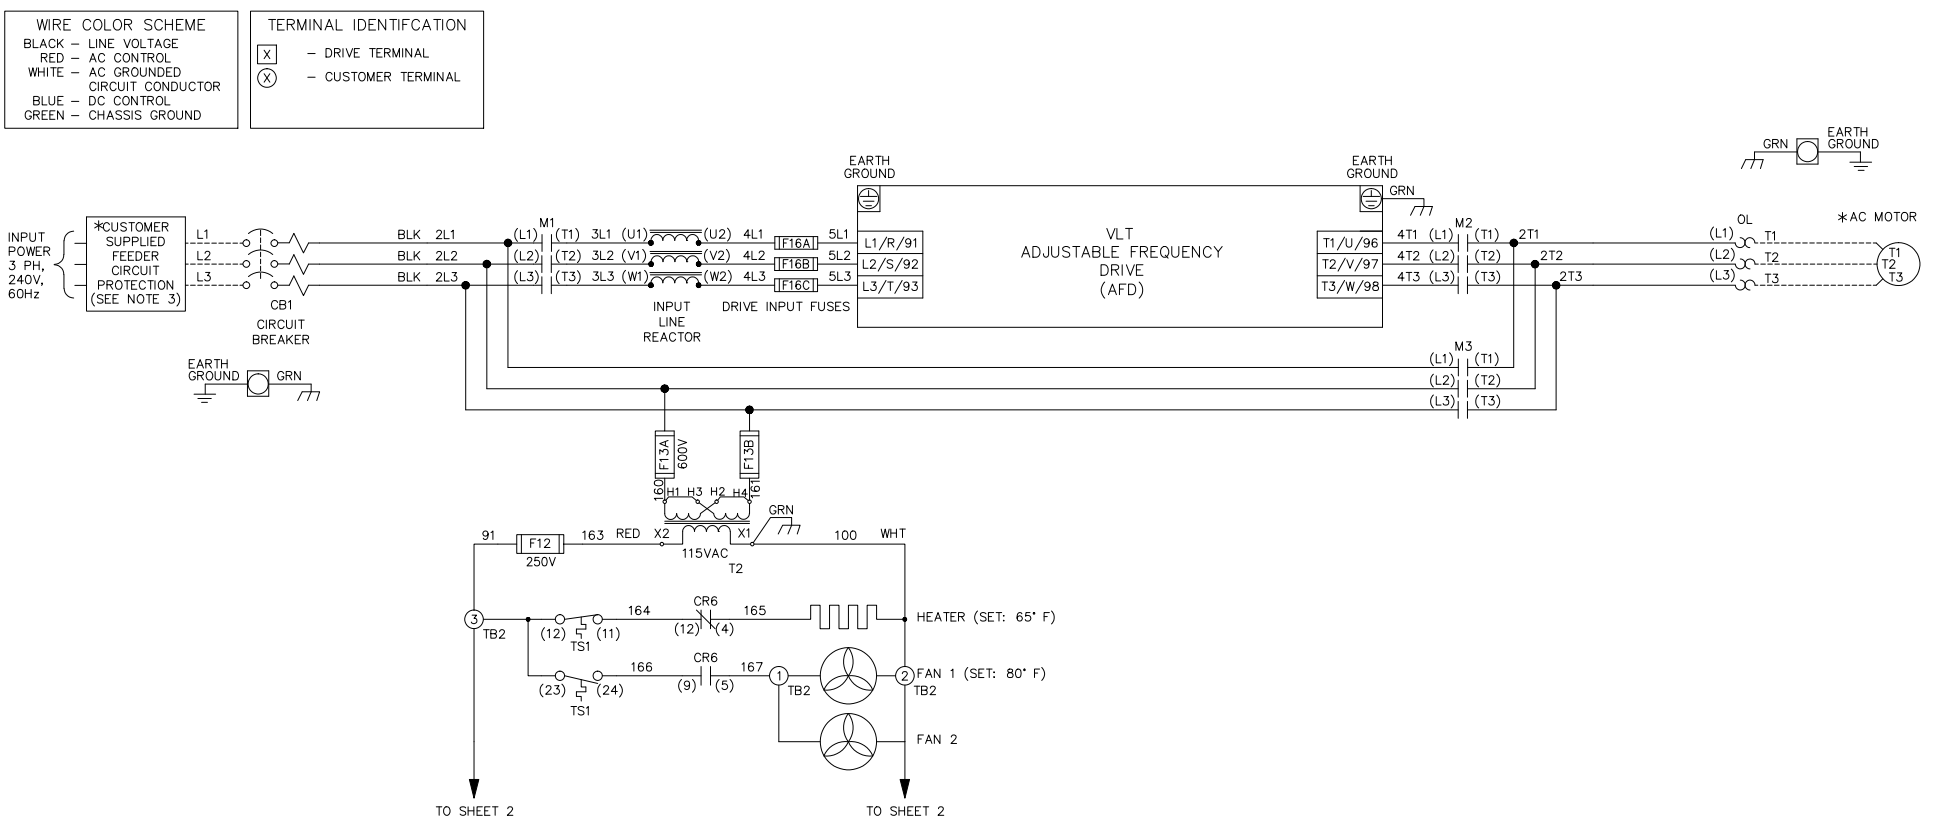 WIRE COLOR SCHEME
BLACK – LINE VOLTAGE
RED – AC CONTROL
WHITE – AC GROUNDED
CIRCUIT CONDUCTOR
BLUE – DC CONTROL
GREEN – CHASSIS GROUND
TERMINAL IDENTIFCATION
X – DRIVE TERMINAL
X – CUSTOMER TERMINAL
INPUT
POWER
3 PH,
240V,
60Hz
*CUSTOMER
SUPPLIED
FEEDER
CIRCUIT
PROTECTION
(SEE NOTE 3)
L1
L2
L3
CB1
CIRCUIT
BREAKER
EARTH
GROUND
GRN
BLK 2L1
BLK 2L2
BLK 2L3
M1
(L1) (T1) 3L1 (U1) (U2) 4L1 F16A 5L1
(L2) (T2) 3L2 (V1) (V2) 4L2 F16B 5L2
(L3) (T3) 3L3 (W1) (W2) 4L3 F16C 5L3
INPUT
LINE
REACTOR
DRIVE INPUT FUSES
EARTH
GROUND
L1/R/91
L2/S/92
L3/T/93
VLT
ADJUSTABLE FREQUENCY
DRIVE
(AFD)
EARTH
GROUND
GRN
T1/U/96
T2/V/97
T3/W/98
M2
4T1 (L1) (T1) 2T1
4T2 (L2) (T2) 2T2
4T3 (L3) (T3) 2T3
M3
(L1) (T1)
(L2) (T2)
(L3) (T3)
GRN
EARTH
GROUND
OL
(L1) T1
(L2) T2
(L3) T3
*AC MOTOR
T1
T2
T3
F13A
600V
F13B
160
161
H1 H3 H2 H4
GRN
91 F12 163 RED X2 X1 100 WHT
250V
115VAC
T2
3
TB2
(12) (11)
TS1
164
CR6
(12) (4)
165
HEATER (SET: 65° F)
(23) (24)
TS1
166
CR6
(9) (5)
167
1
TB2
2
TB2
FAN 1 (SET: 80° F)
FAN 2
TO SHEET 2
TO SHEET 2